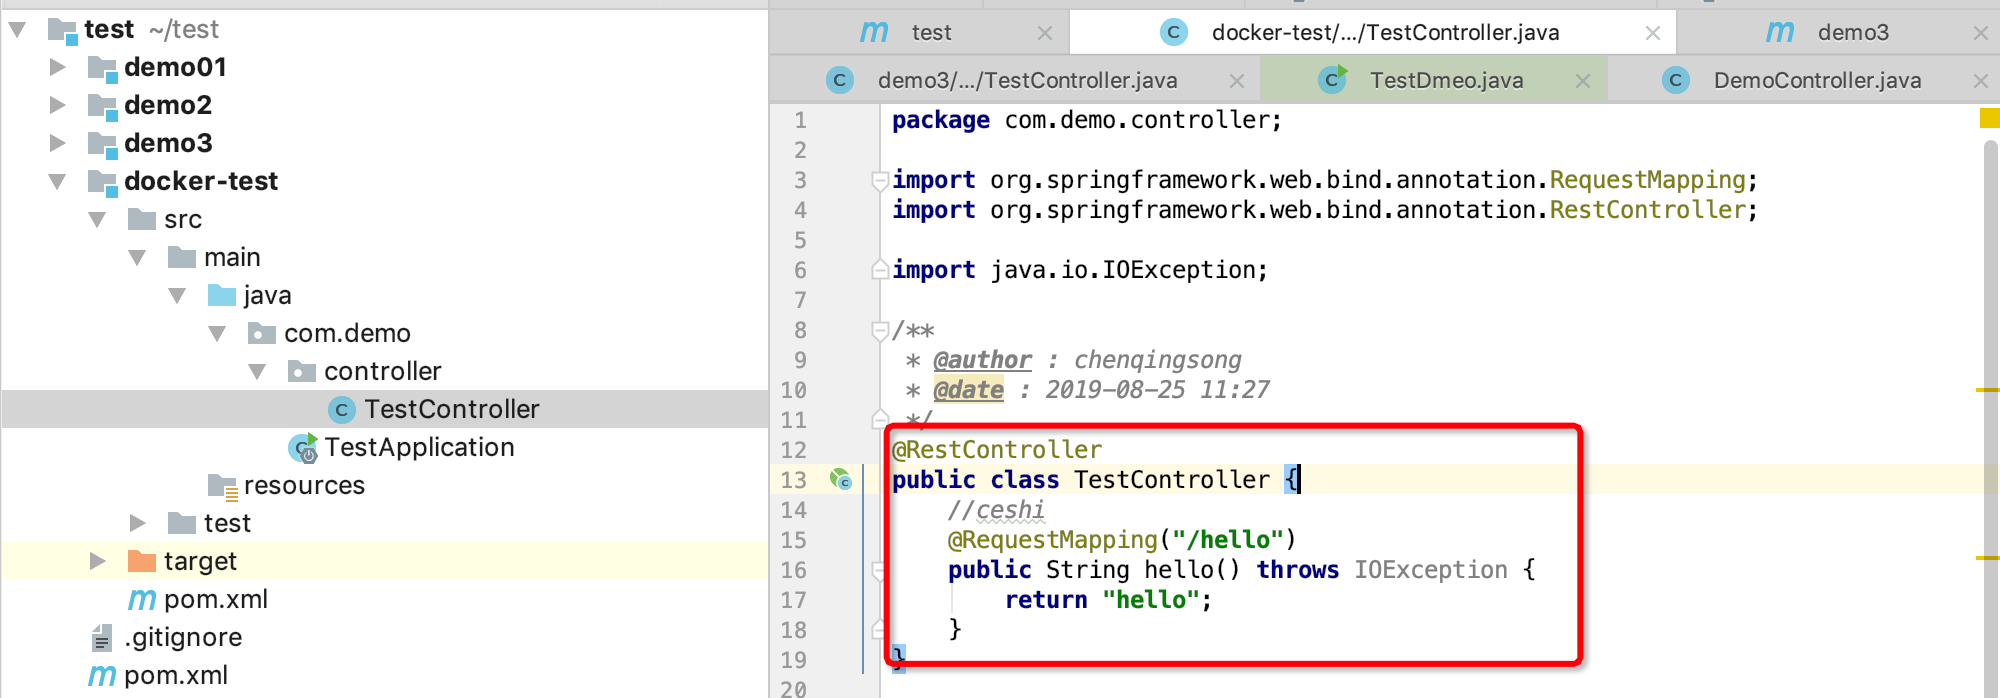 test ~/test
demo01
demo2
demo3
docker-test
src
main
java
com.demo
controller
C TestController
TestApplication
resources
test
target
m pom.xml
.gitignore
m pom.xml
m test
C docker-test/.../TestController.java
m demo3
C demo3/.../TestController.java
C TestDmeo.java
C DemoController.java
1 package com.demo.controller;
2
3 import org.springframework.web.bind.annotation.RequestMapping;
4 import org.springframework.web.bind.annotation.RestController;
5
6 import java.io.IOException;
7
8 /**
9 * @author : chenqingsong
10 * @date : 2019-08-25 11:27
11 */
12 @RestController
13 public class TestController {
14 //ceshi
15 @RequestMapping("/hello")
16 public String hello() throws IOException {
17 return "hello";
18 }
19 }
20